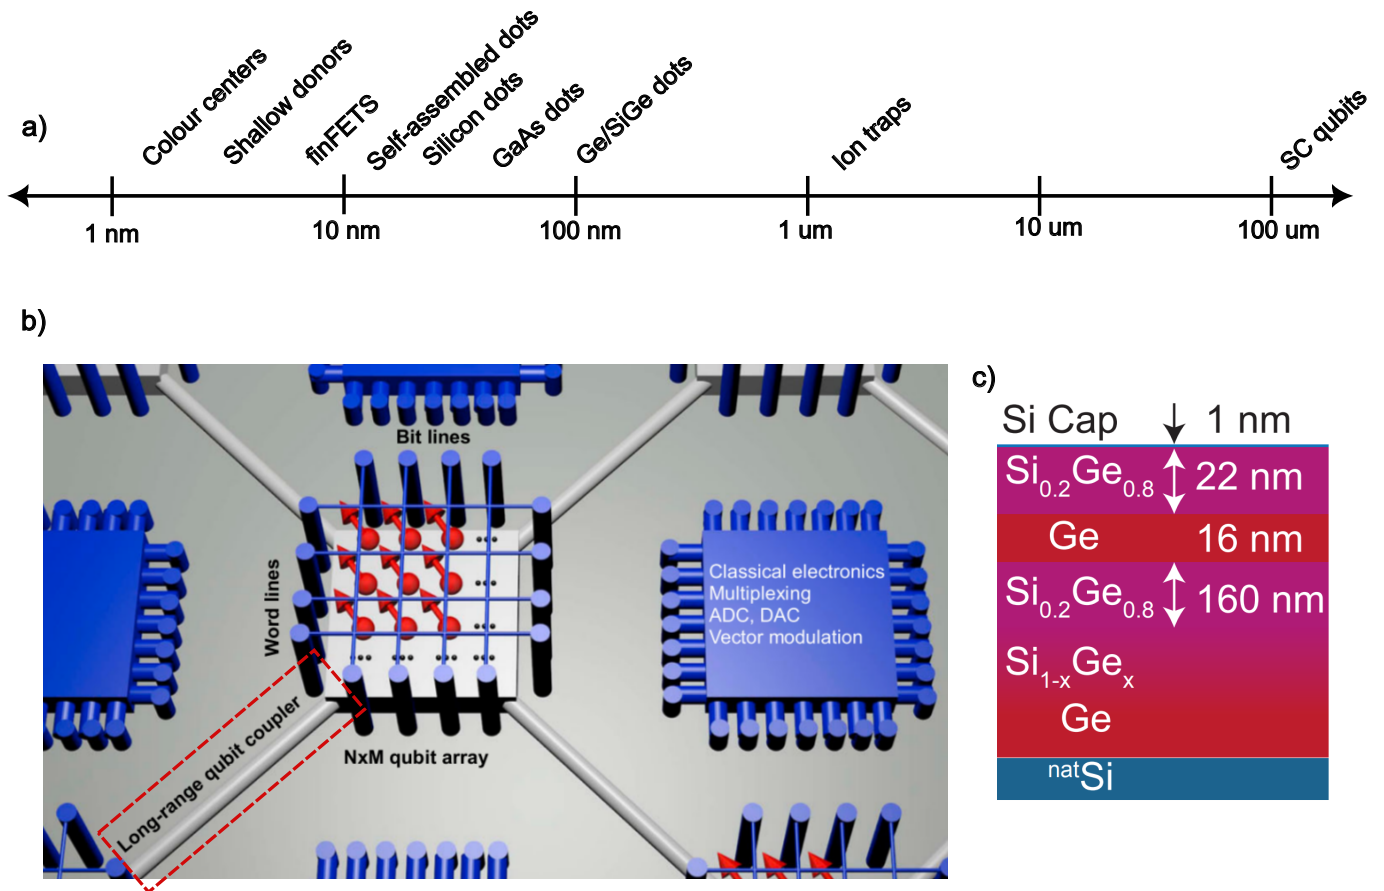 a)
Colour centers
Shallow donors
finFETS
Self-assembled dots
Silicon dots
GaAs dots
Ge/SiGe dots
Ion traps
SC qubits
1 nm
10 nm
100 nm
1 um
10 um
100 um
b)
Bit lines
Word lines
Classical electronics
Multiplexing
ADC, DAC
Vector modulation
Long-range qubit coupler
NxM qubit array
c)
Si Cap 1 nm
Si0.2Ge0.8 22 nm
Ge 16 nm
Si0.2Ge0.8 160 nm
Si1-xGex
Ge
natSi